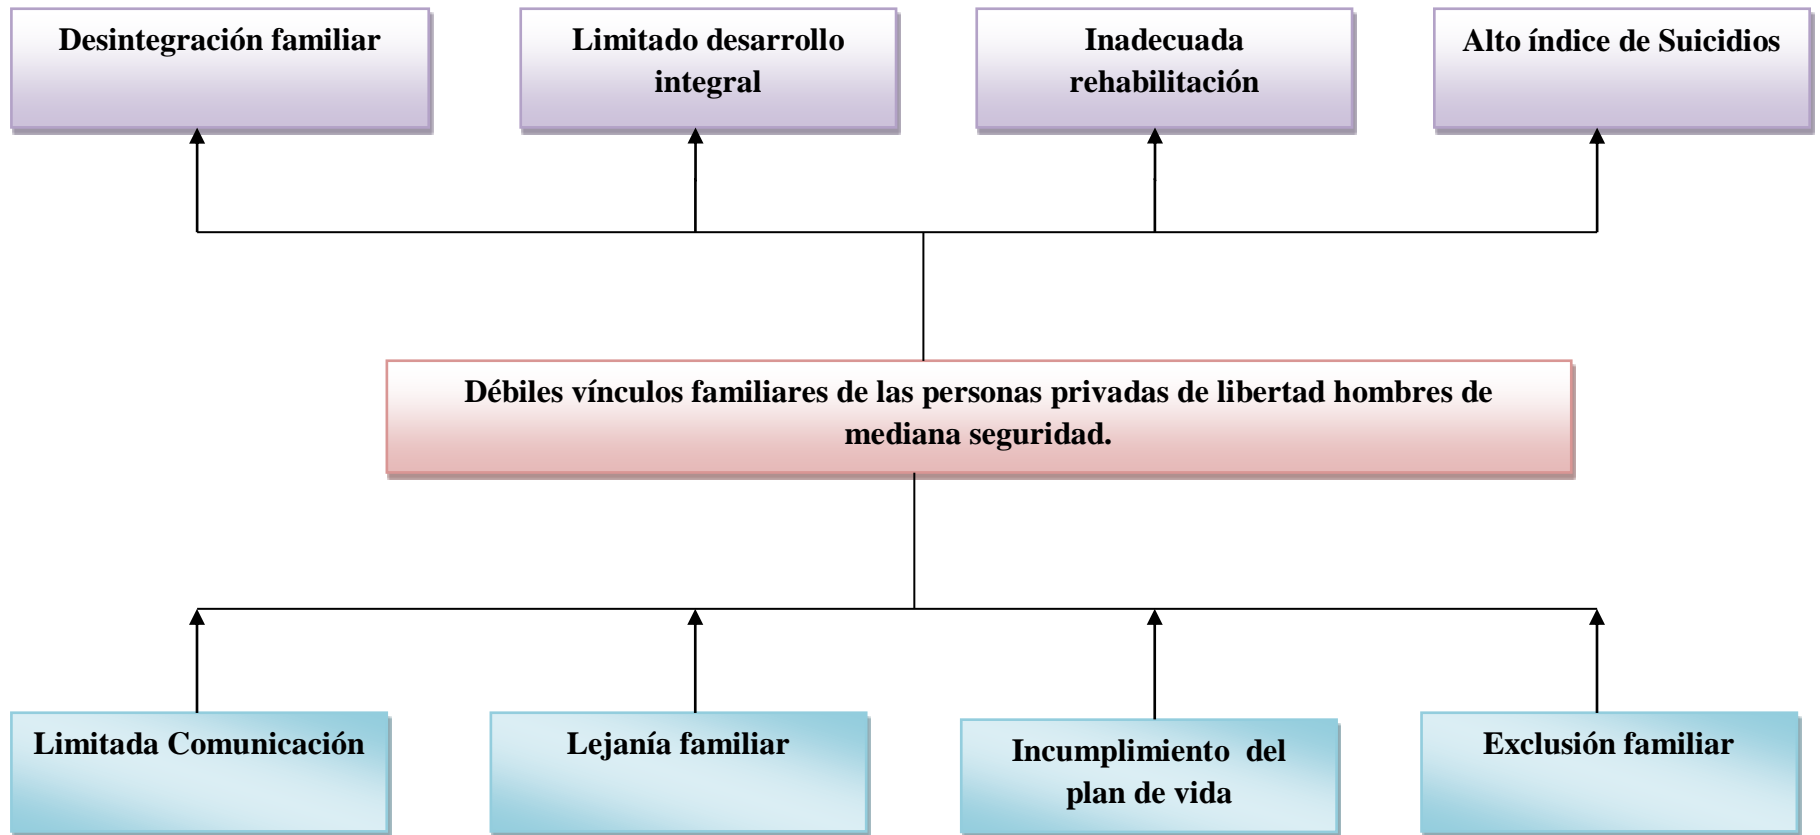 Desintegración familiar
Limitado desarrollo
integral
Inadecuada
rehabilitación
Alto índice de Suicidios
Débiles vínculos familiares de las personas privadas de libertad hombres de
mediana seguridad.
Limitada Comunicación
Lejanía familiar
Incumplimiento del
plan de vida
Exclusión familiar